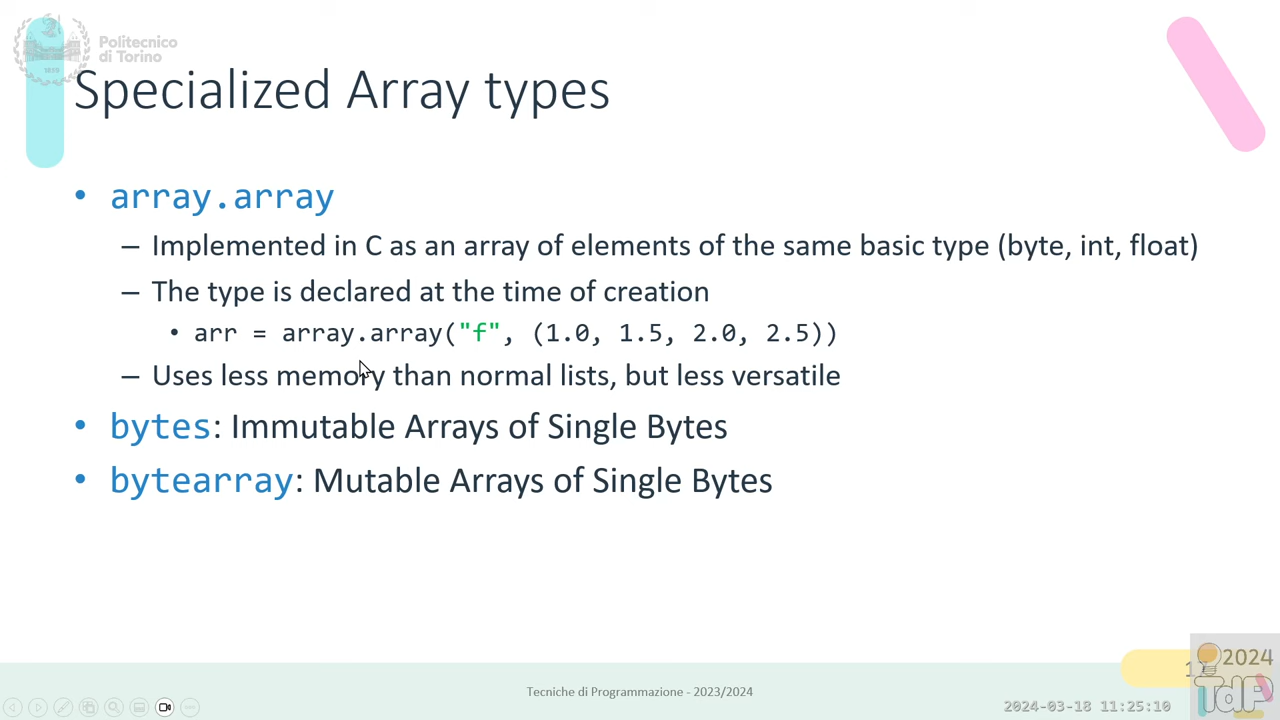 Politecnico
di Torino
1859
Specialized Array types
• array.array
– Implemented in C as an array of elements of the same basic type (byte, int, float)
– The type is declared at the time of creation
• arr = array.array("f", (1.0, 1.5, 2.0, 2.5))
– Uses less memory than normal lists, but less versatile
• bytes: Immutable Arrays of Single Bytes
• bytearray: Mutable Arrays of Single Bytes
2024
TdP
Tecniche di Programmazione - 2023/2024
2024-03-18 11:25:10